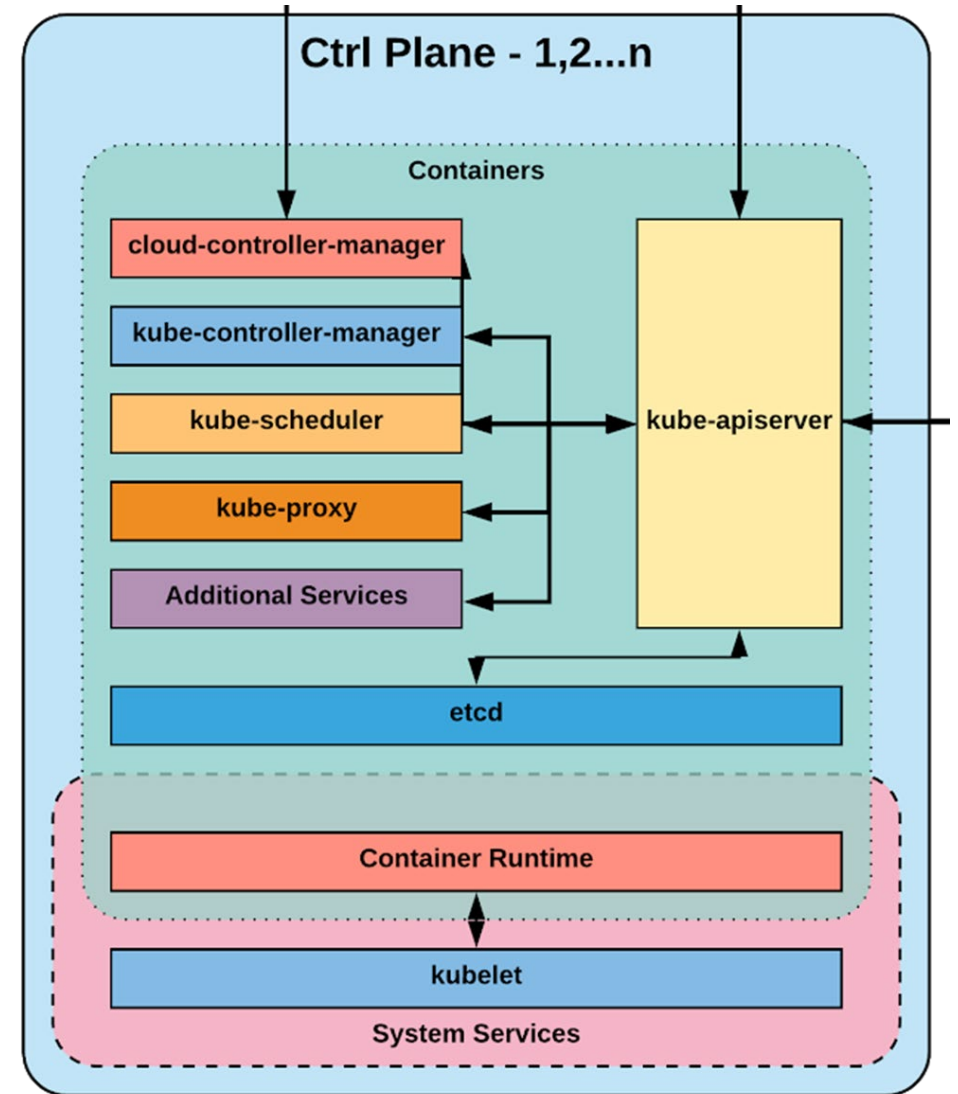 Ctrl Plane - 1,2...n
Containers
cloud-controller-manager
kube-controller-manager
kube-scheduler
kube-apiserver
kube-proxy
Additional Services
etcd
Container Runtime
kubelet
System Services